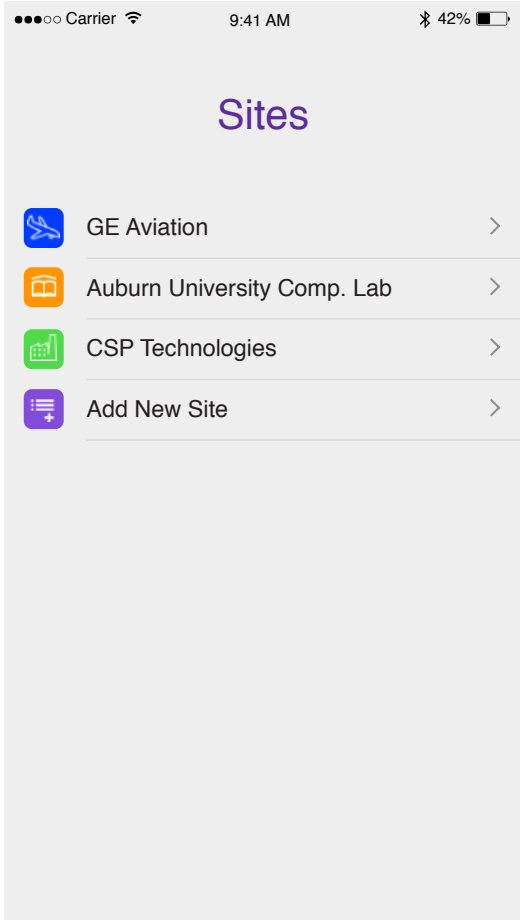 Carrier 9:41 AM 42%
Sites
GE Aviation
Auburn University Comp. Lab
CSP Technologies
Add New Site